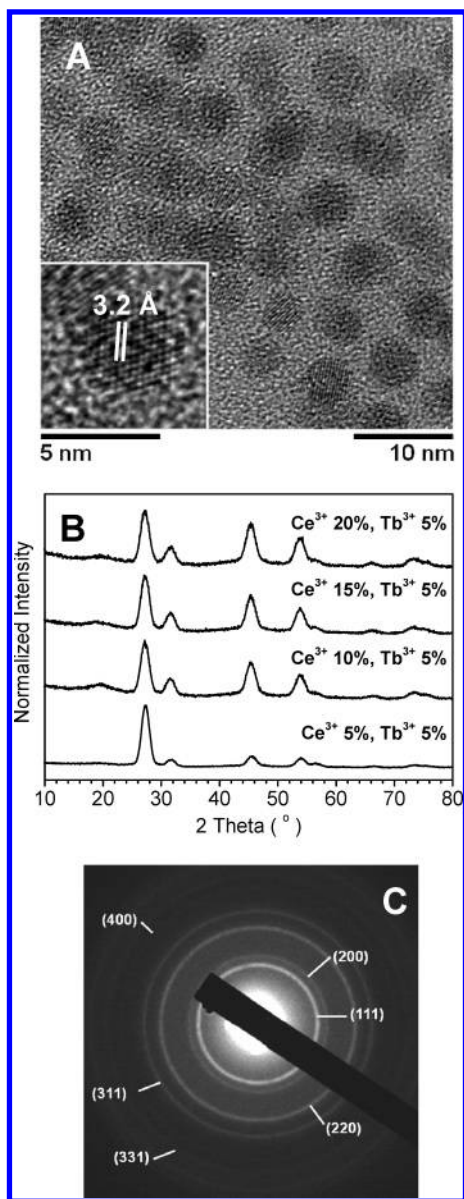 A
3.2 Å
5 nm
10 nm
B
Ce³⁺ 20%, Tb³⁺ 5%
Ce³⁺ 15%, Tb³⁺ 5%
Ce³⁺ 10%, Tb³⁺ 5%
Ce³⁺ 5%, Tb³⁺ 5%
Normalized Intensity
10 20 30 40 50 60 70 80
2 Theta ( ° )
C
(400)
(200)
(111)
(311)
(220)
(331)